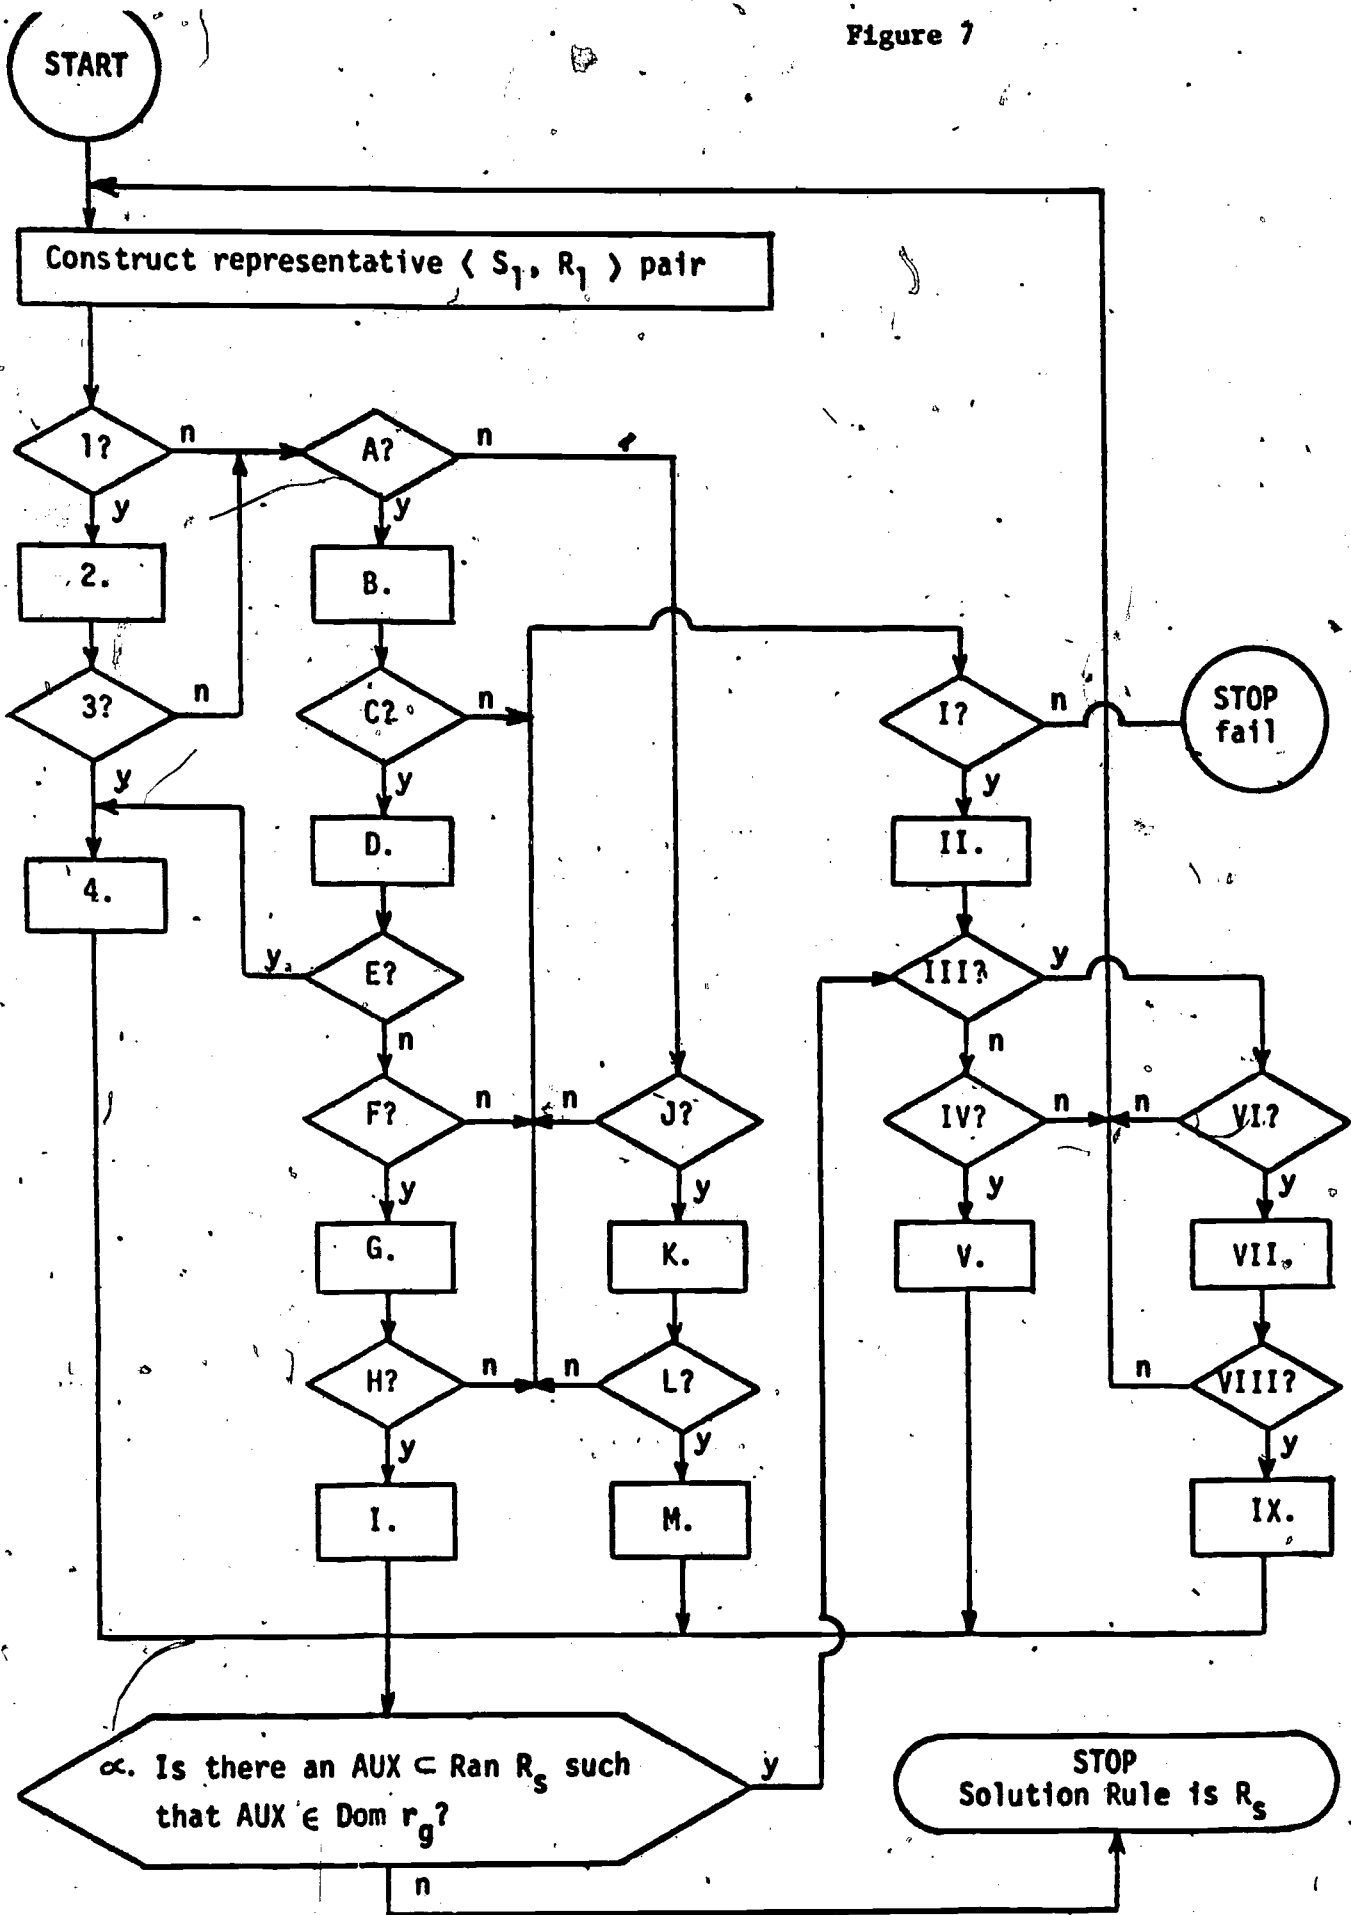 Figure 7
START
Construct representative ⟨ S₁, R₁ ⟩ pair
1?
n
A?
n
y
y
2.
B.
3?
n
C?
n
I?
n
STOP
fail
y
y
y
D.
II.
4.
y
E?
III?
y
n
n
F?
n
n
J?
IV?
n
n
VI?
y
y
y
y
G.
K.
V.
VII.
H?
n
n
L?
n
VIII?
y
y
y
I.
M.
IX.
∝. Is there an AUX ⊂ Ran Rₛ such
that AUX ∈ Dom r_g?
y
STOP
Solution Rule is Rₛ
n